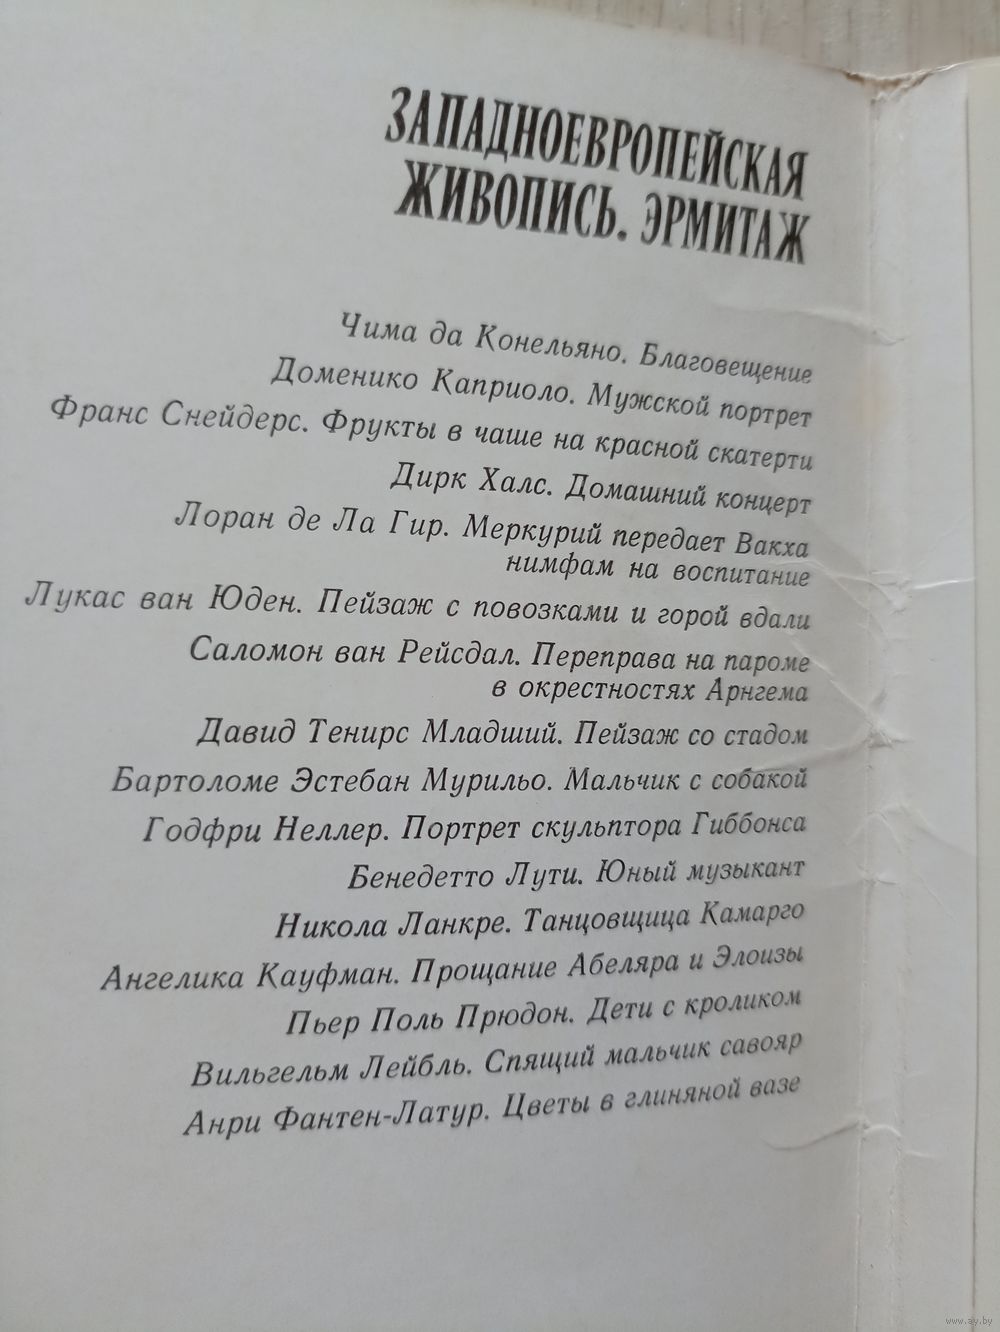 ЗАПАДНОЕВРОПЕЙСКАЯ
ЖИВОПИСЬ. ЭРМИТАЖ
Чима да Конельяно. Благовещение
Доменико Каприоло. Мужской портрет
Франс Снейдерс. Фрукты в чаше на красной скатерти
Дирк Халс. Домашний концерт
Лоран де Ла Гир. Меркурий передает Вакха
нимфам на воспитание
Лукас ван Юден. Пейзаж с повозками и горой вдали
Саломон ван Рейсдал. Переправа на пароме
в окрестностях Арнгема
Давид Тенирс Младший. Пейзаж со стадом
Бартоломе Эстебан Мурильо. Мальчик с собакой
Годфри Неллер. Портрет скульптора Гиббонса
Бенедетто Лути. Юный музыкант
Никола Ланкре. Танцовщица Камарго
Ангелика Кауфман. Прощание Абеляра и Элоизы
Пьер Поль Прюдон. Дети с кроликом
Вильгельм Лейбль. Спящий мальчик савояр
Анри Фантен-Латур. Цветы в глиняной вазе
www.ay.by